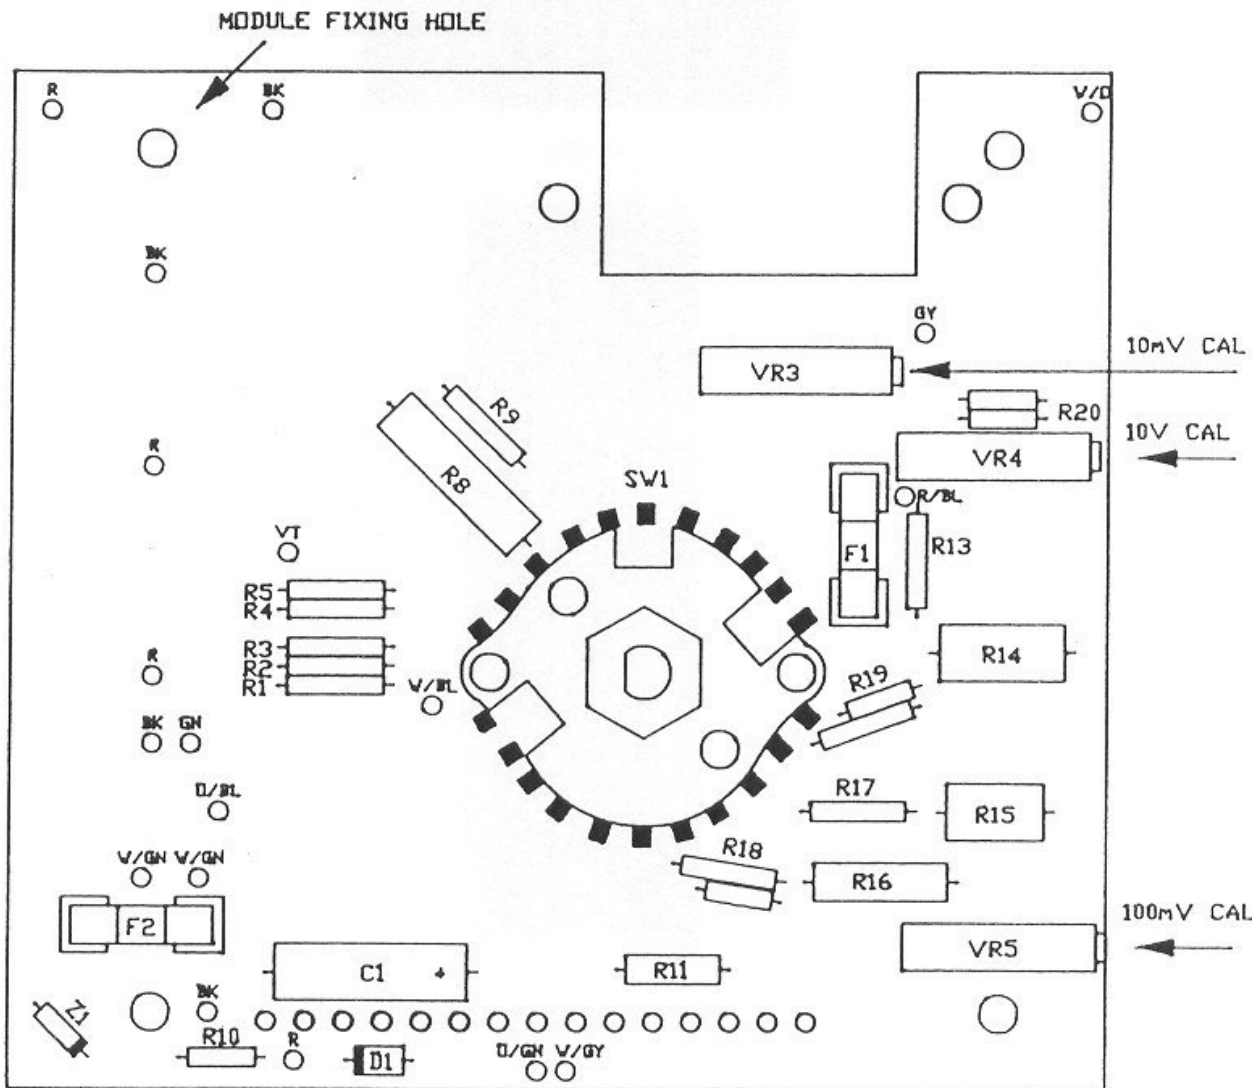 MODULE FIXING HOLE
R
BK
W/O
BK
GY
10mV CAL
VR3
R9
R20
R8
10V CAL
VR4
R
SW1
R/BL
VT
F1
R13
R5
R4
R3
R2
R1
R14
R
R19
W/BL
BK GN
O/BL
R17
R15
W/GN W/GN
R18
R16
F2
100mV CAL
VR5
C1 +
R11
BK
Z1
R10
R
D1
O/GN W/GY